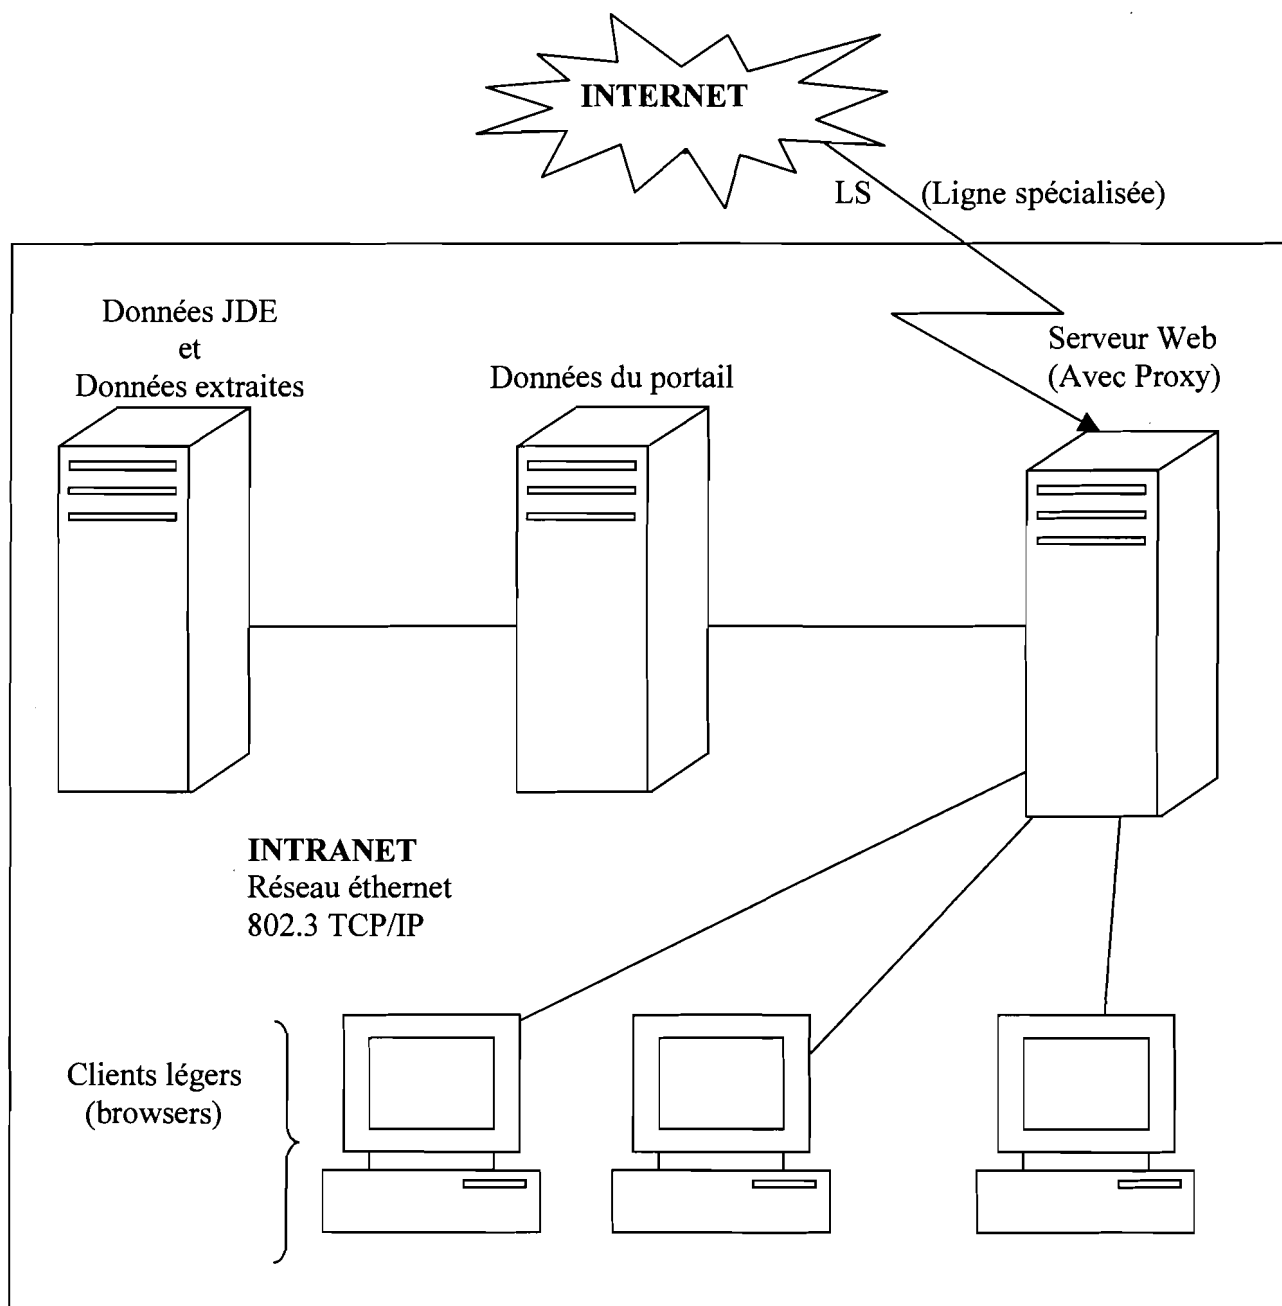 INTERNET
LS (Ligne spécialisée)
Données JDE
et
Données extraites
Données du portail
Serveur Web
(Avec Proxy)
INTRANET
Réseau éthernet
802.3 TCP/IP
Clients légers
(browsers)